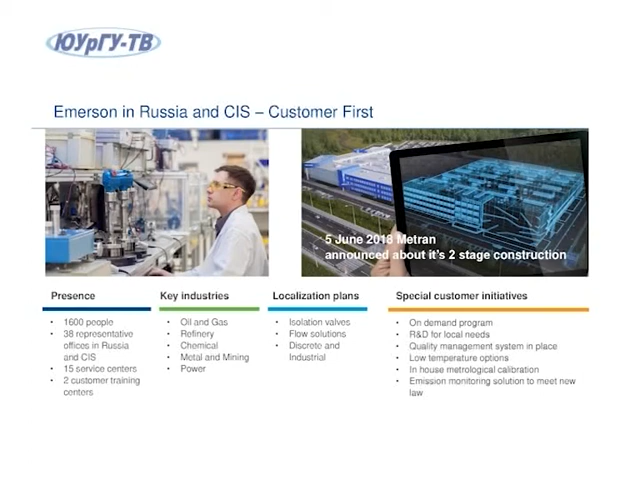 ЮУрГУ-ТВ
Emerson in Russia and CIS – Customer First
5 June 2018 Metran
announced about it's 2 stage construction
Presence
• 1600 people
• 38 representative
offices in Russia
and CIS
• 15 service centers
• 2 customer training
centers
Key industries
• Oil and Gas
• Refinery
• Chemical
• Metal and Mining
• Power
Localization plans
• Isolation valves
• Flow solutions
• Discrete and
Industrial
Special customer initiatives
• On demand program
• R&D for local needs
• Quality management system in place
• Low temperature options
• In house metrological calibration
• Emission monitoring solution to meet new
law